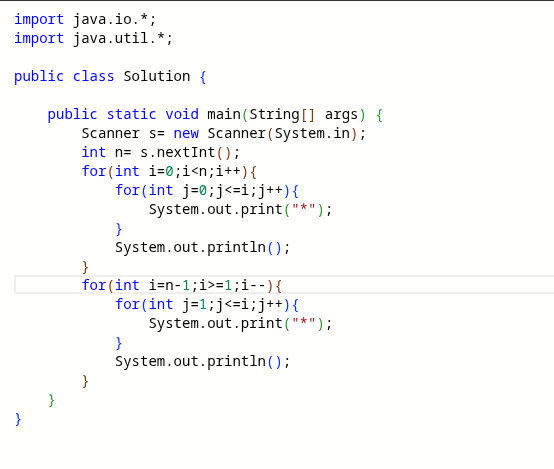 import java.io.*;
import java.util.*;

public class Solution {

    public static void main(String[] args) {
        Scanner s= new Scanner(System.in);
        int n= s.nextInt();
        for(int i=0;i<n;i++){
            for(int j=0;j<=i;j++){
                System.out.print("*");
            }
            System.out.println();
        }
        for(int i=n-1;i>=1;i--){
            for(int j=1;j<=i;j++){
                System.out.print("*");
            }
            System.out.println();
        }
    }
}